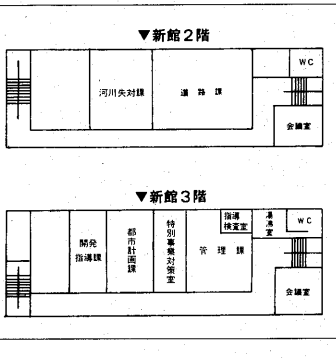 ▼新館2階
河川失対課
道路課
WC
会議室
▼新館3階
開発
指導課
都市計画課
特別事業対策室
管理課
指導
検査室
湯沸室
WC
会議室